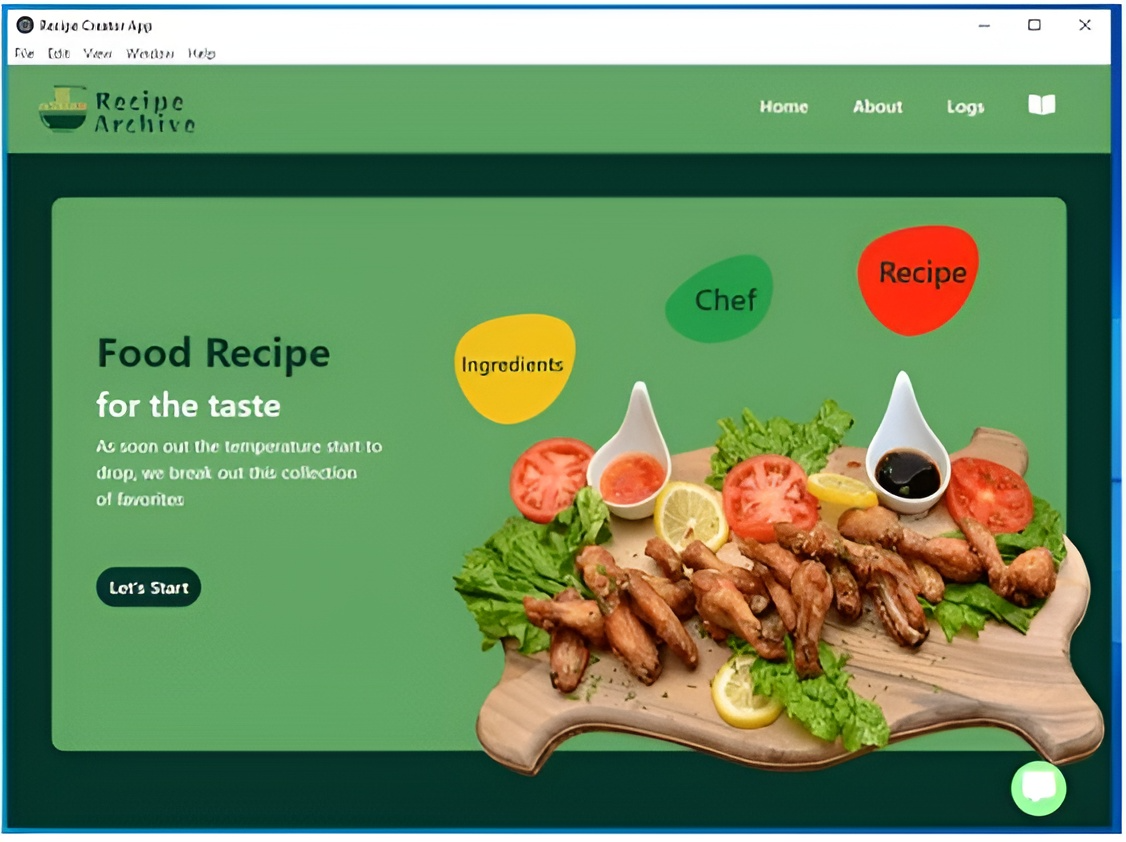 Recipe Creator App
File Edit View Window Help
Recipe
Archive
Home About Logs
Recipe
Chef
Ingredients
Food Recipe
for the taste
As soon out the temperature start to
drop, we break out this collection
of favorites
Let's Start